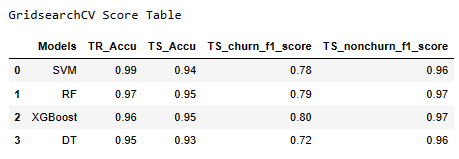 GridsearchCV Score Table
Models TR_Accu TS_Accu TS_churn_f1_score TS_nonchurn_f1_score
0 SVM 0.99 0.94 0.78 0.96
1 RF 0.97 0.95 0.79 0.97
2 XGBoost 0.96 0.95 0.80 0.97
3 DT 0.95 0.93 0.72 0.96